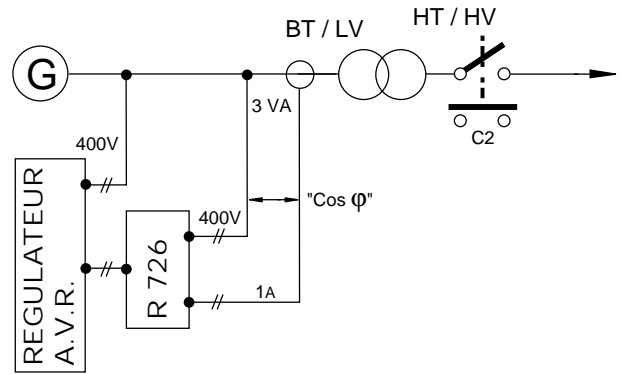 HT / HV
BT / LV
G
3 VA
400V
C2
"Cos φ"
400V
REGULATEUR
A.V.R.
R 726
1A